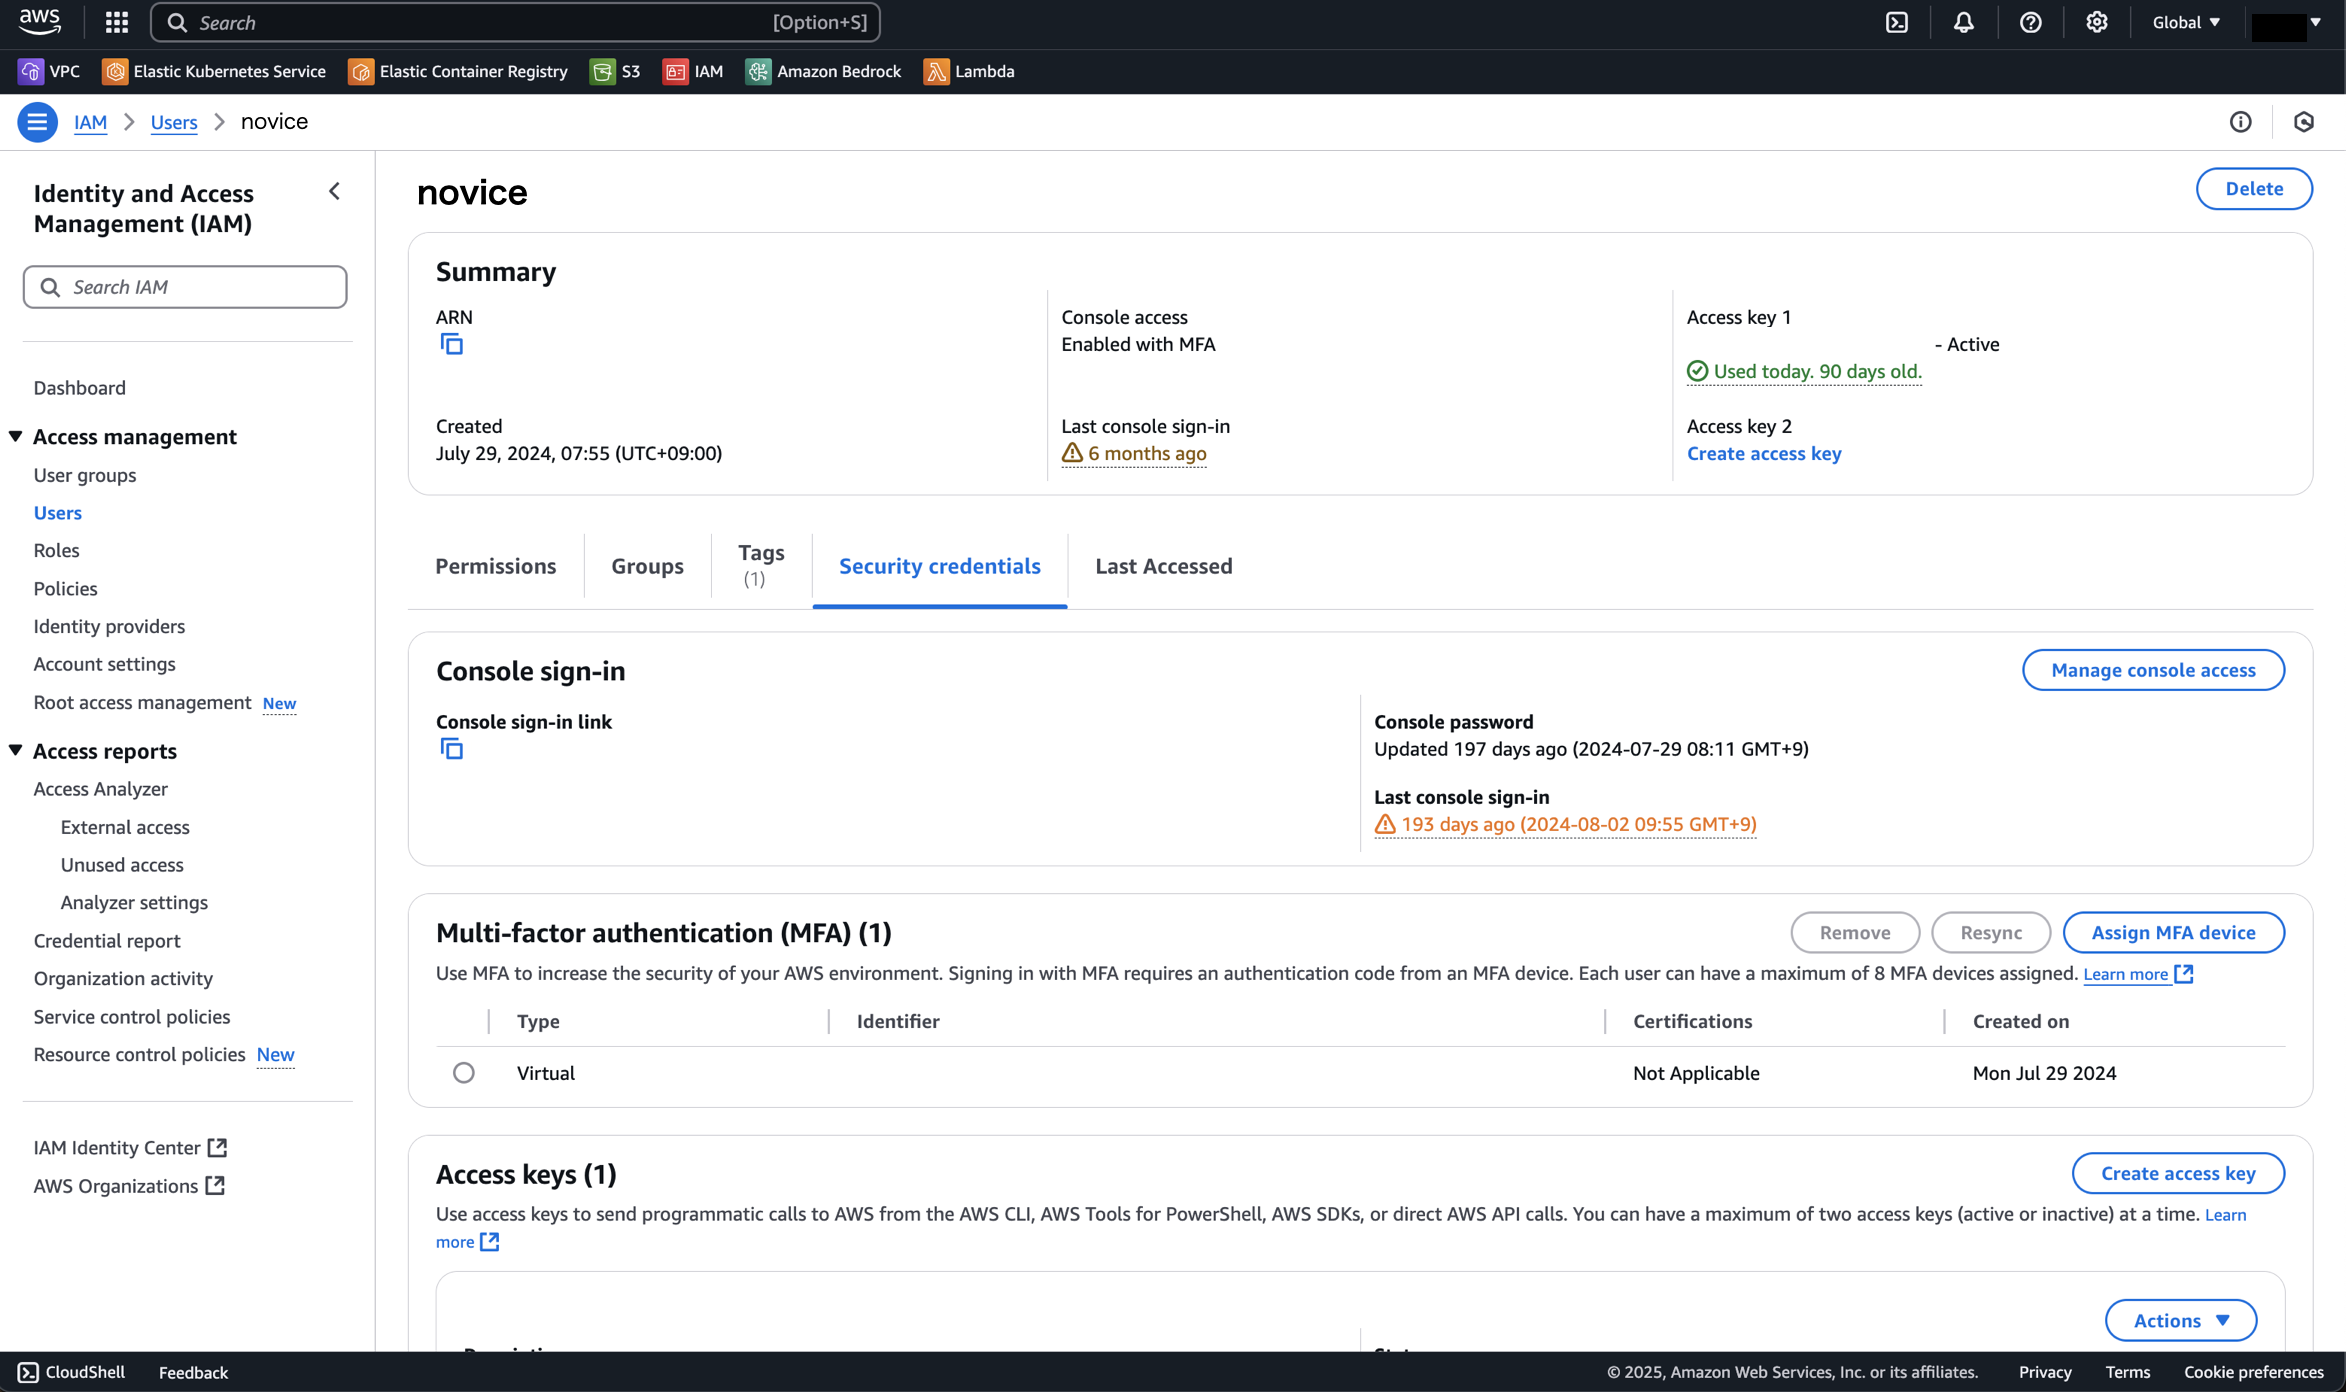 aws
Search [Option+S]
Global
VPC Elastic Kubernetes Service Elastic Container Registry S3 IAM Amazon Bedrock Lambda
IAM Users novice
Identity and Access
Management (IAM)
Search IAM
Dashboard
Access management
User groups
Users
Roles
Policies
Identity providers
Account settings
Root access management New
Access reports
Access Analyzer
External access
Unused access
Analyzer settings
Credential report
Organization activity
Service control policies
Resource control policies New
IAM Identity Center
AWS Organizations
novice
Delete
Summary
ARN
Created
July 29, 2024, 07:55 (UTC+09:00)
Console access
Enabled with MFA
Last console sign-in
6 months ago
Access key 1
- Active
Used today. 90 days old.
Access key 2
Create access key
Permissions
Groups
Tags
(1)
Security credentials
Last Accessed
Console sign-in
Manage console access
Console sign-in link
Console password
Updated 197 days ago (2024-07-29 08:11 GMT+9)
Last console sign-in
193 days ago (2024-08-02 09:55 GMT+9)
Multi-factor authentication (MFA) (1)
Remove
Resync
Assign MFA device
Use MFA to increase the security of your AWS environment. Signing in with MFA requires an authentication code from an MFA device. Each user can have a maximum of 8 MFA devices assigned. Learn more
Type Identifier Certifications Created on
Virtual Not Applicable Mon Jul 29 2024
Access keys (1)
Create access key
Use access keys to send programmatic calls to AWS from the AWS CLI, AWS Tools for PowerShell, AWS SDKs, or direct AWS API calls. You can have a maximum of two access keys (active or inactive) at a time. Learn
more
Actions
CloudShell Feedback
© 2025, Amazon Web Services, Inc. or its affiliates. Privacy Terms Cookie preferences